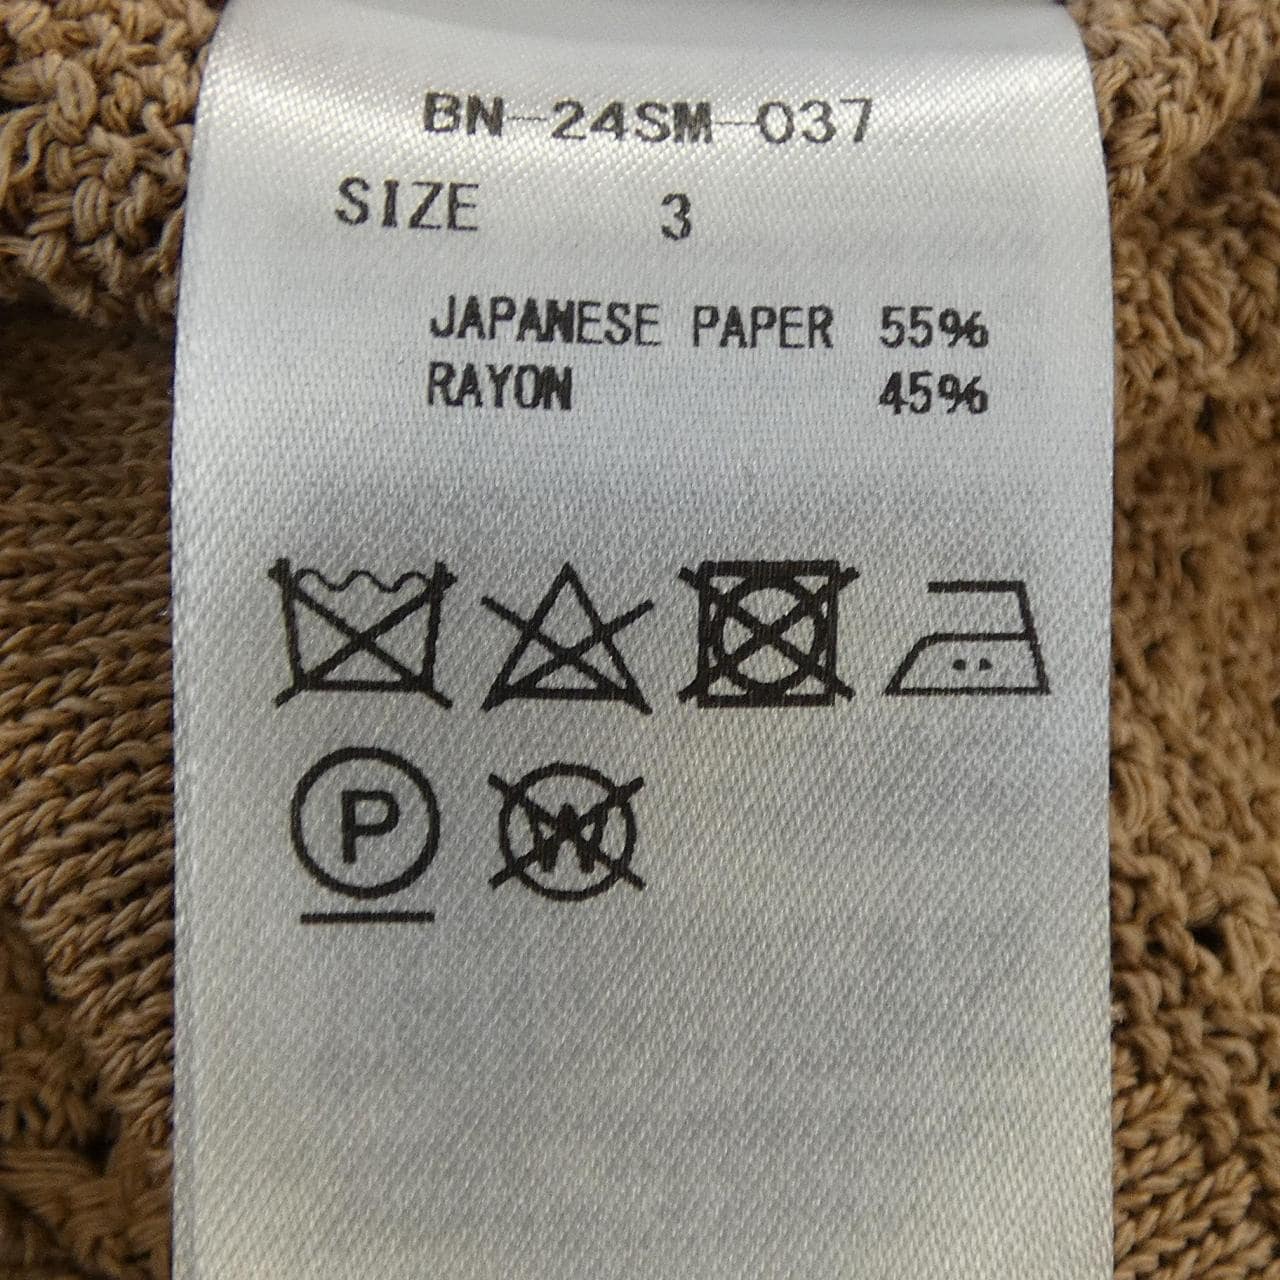 BN-24SM-037
SIZE 3
JAPANESE PAPER 55%
RAYON 45%
P W